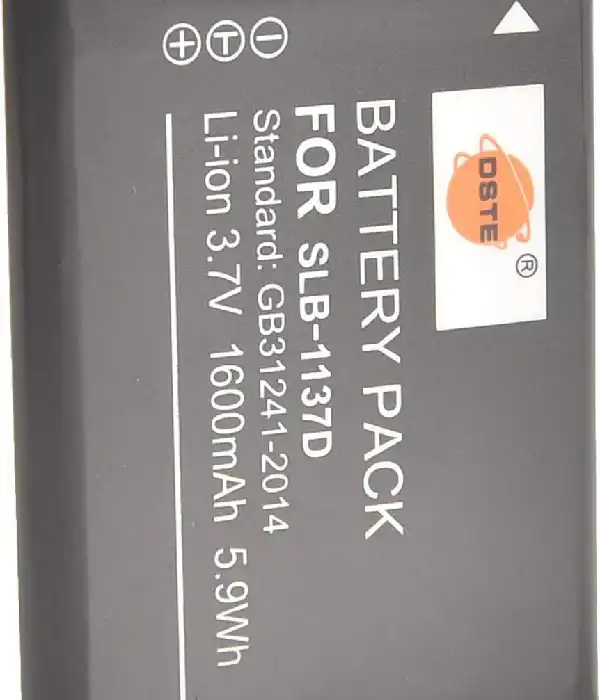 DSTE ®
BATTERY PACK
FOR SLB-1137D
Standard: GB31241-2014
Li-ion 3.7V 1600mAh 5.9Wh